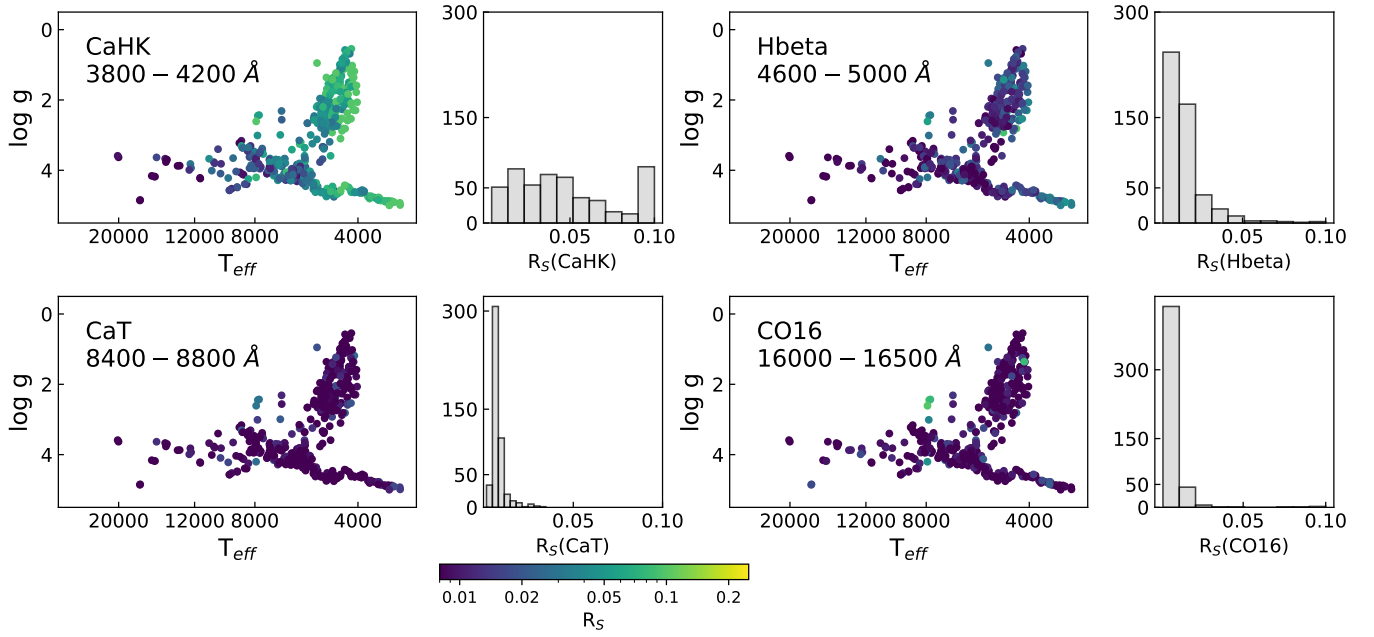 CaHK
3800 − 4200 Å
log g
0
2
4
20000 12000 8000 4000
T_eff
300
150
50
0
0.05 0.10
R_S(CaHK)
Hbeta
4600 − 5000 Å
log g
0
2
4
20000 12000 8000 4000
T_eff
300
150
50
0
0.05 0.10
R_S(Hbeta)
CaT
8400 − 8800 Å
log g
0
2
4
20000 12000 8000 4000
T_eff
300
150
50
0
0.05 0.10
R_S(CaT)
CO16
16000 − 16500 Å
log g
0
2
4
20000 12000 8000 4000
T_eff
300
150
50
0
0.05 0.10
R_S(CO16)
0.01 0.02 0.05 0.1 0.2
R_S